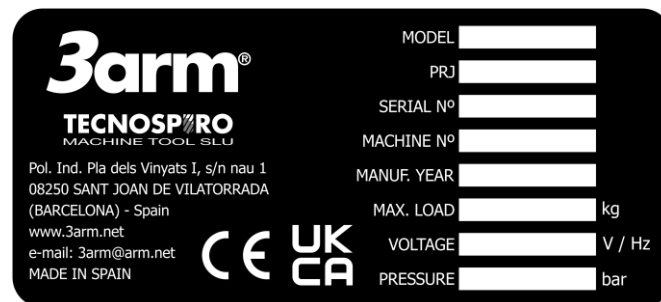 3arm®
TECNOSPIRO
MACHINE TOOL SLU
Pol. Ind. Pla dels Vinyats I, s/n nau 1
08250 SANT JOAN DE VILATORRADA
(BARCELONA) - Spain
www.3arm.net
e-mail: 3arm@arm.net
MADE IN SPAIN
CE
UK
CA
MODEL
PRJ
SERIAL Nº
MACHINE Nº
MANUF. YEAR
MAX. LOAD kg
VOLTAGE V / Hz
PRESSURE bar